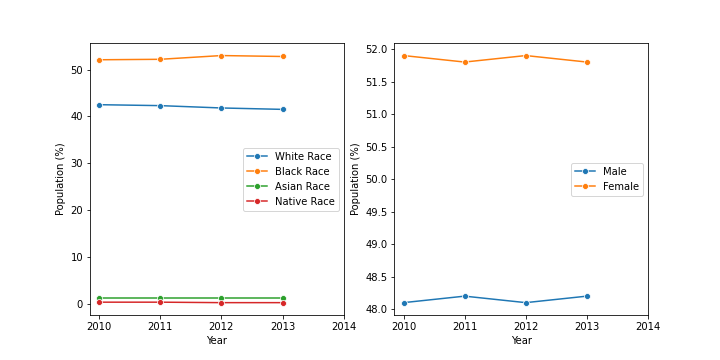 50
40
30
20
10
0
Population (%)
2010 2011 2012 2013 2014
Year
White Race
Black Race
Asian Race
Native Race
52.0
51.5
51.0
50.5
50.0
49.5
49.0
48.5
48.0
Population (%)
2010 2011 2012 2013 2014
Year
Male
Female